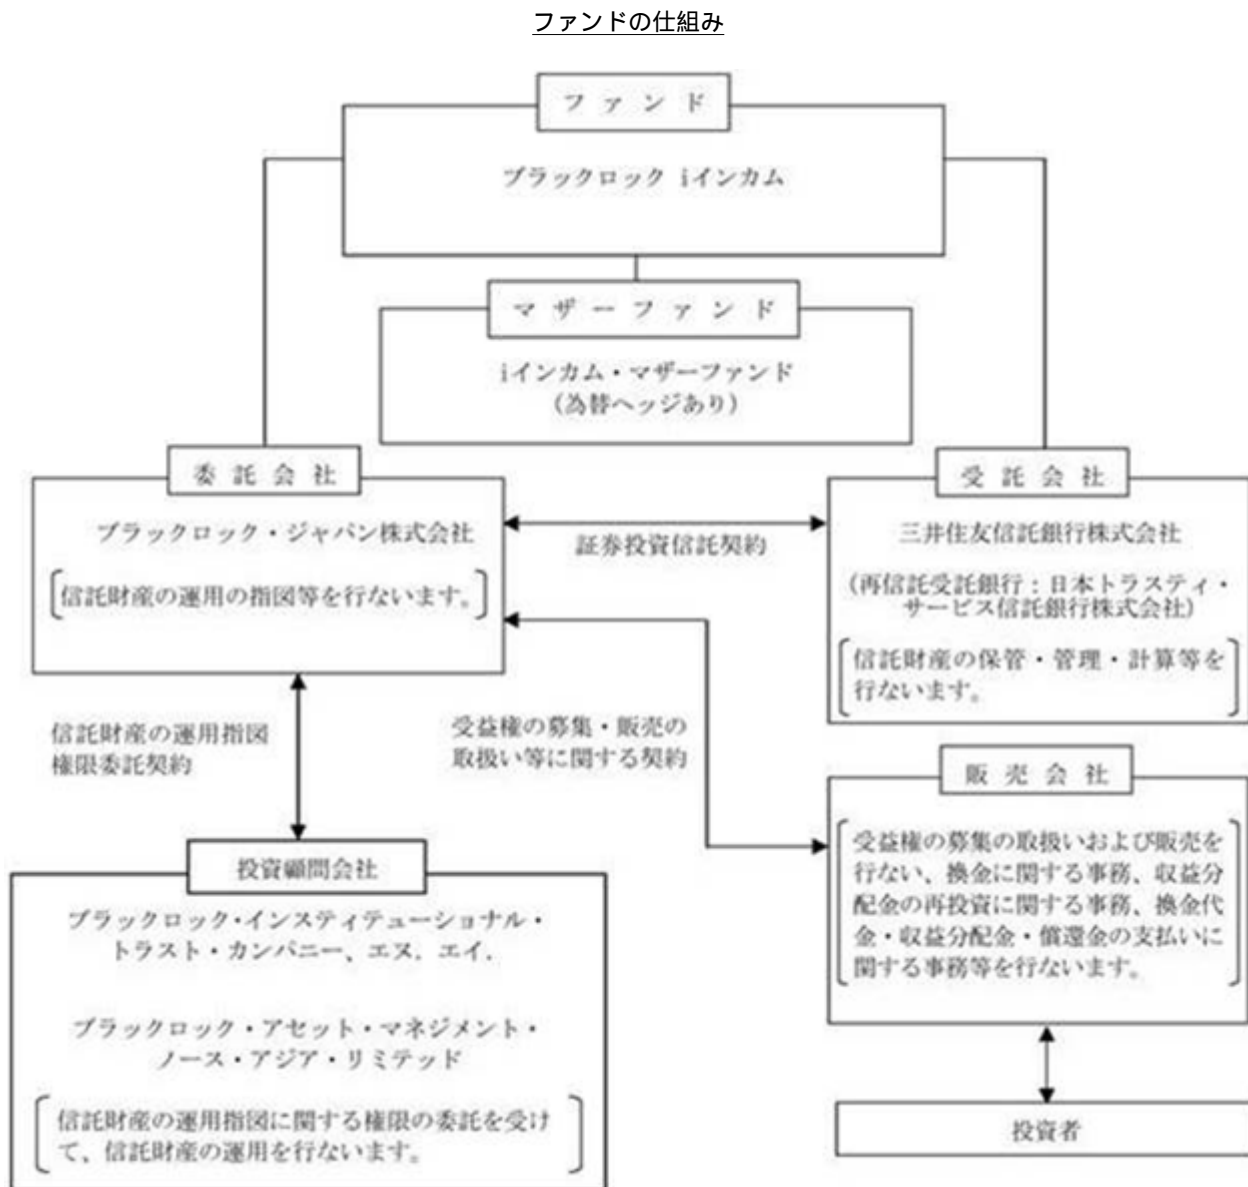 ファンドの仕組み
ファンド
ブラックロック iインカム
マザーファンド
iインカム・マザーファンド
（為替ヘッジあり）
委託会社
ブラックロック・ジャパン株式会社
信託財産の運用の指図等を行ないます。
証券投資信託契約
受託会社
三井住友信託銀行株式会社
（再信託受託銀行：日本トラスティ・
サービス信託銀行株式会社）
信託財産の保管・管理・計算等を
行ないます。
信託財産の運用指図
権限委託契約
受益権の募集・販売の
取扱い等に関する契約
販売会社
受益権の募集の取扱いおよび販売を
行ない、換金に関する事務、収益分
配金の再投資に関する事務、換金代
金・収益分配金・償還金の支払いに
関する事務等を行ないます。
投資顧問会社
ブラックロック・インスティテューショナル・
トラスト・カンパニー、エヌ．エイ．
ブラックロック・アセット・マネジメント・
ノース・アジア・リミテッド
信託財産の運用指図に関する権限の委託を受け
て、信託財産の運用を行ないます。
投資者